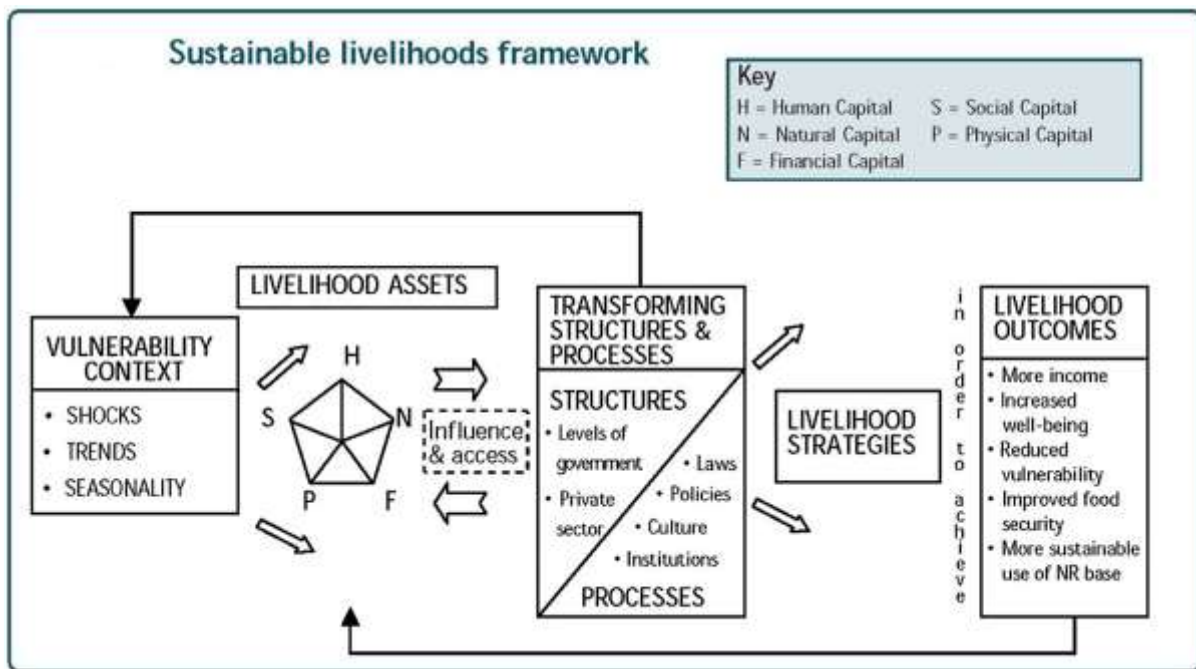 Sustainable livelihoods framework
Key
H = Human Capital S = Social Capital
N = Natural Capital P = Physical Capital
F = Financial Capital
LIVELIHOOD ASSETS
VULNERABILITY
CONTEXT
• SHOCKS
• TRENDS
• SEASONALITY
H
S
N
P
F
Influence
& access
TRANSFORMING
STRUCTURES &
PROCESSES
STRUCTURES
• Levels of
government
• Private
sector
• Laws
• Policies
• Culture
• Institutions
PROCESSES
LIVELIHOOD
STRATEGIES
in order to achieve
LIVELIHOOD
OUTCOMES
• More income
• Increased
well-being
• Reduced
vulnerability
• Improved food
security
• More sustainable
use of NR base